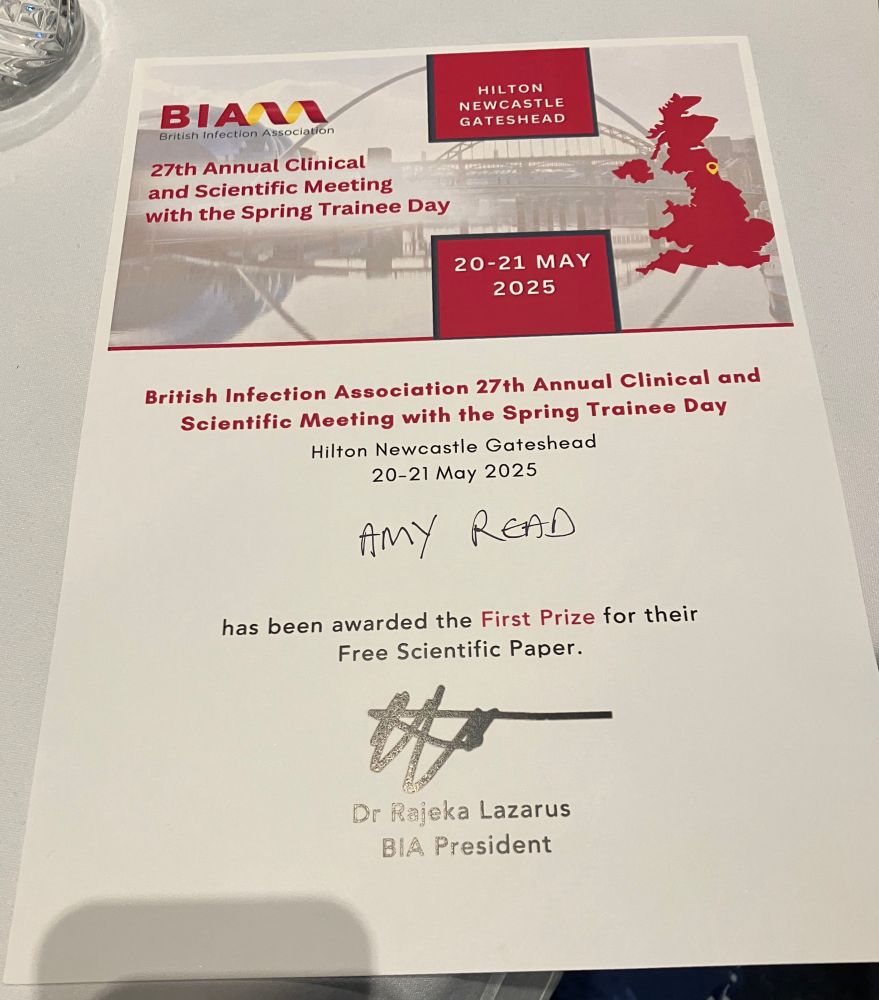 BIA
British Infection Association
27th Annual Clinical
and Scientific Meeting
with the Spring Trainee Day
HILTON
NEWCASTLE
GATESHEAD
20-21 MAY
2025
British Infection Association 27th Annual Clinical and
Scientific Meeting with the Spring Trainee Day
Hilton Newcastle Gateshead
20-21 May 2025
AMY READ
has been awarded the First Prize for their
Free Scientific Paper.
Dr Rajeka Lazarus
BIA President